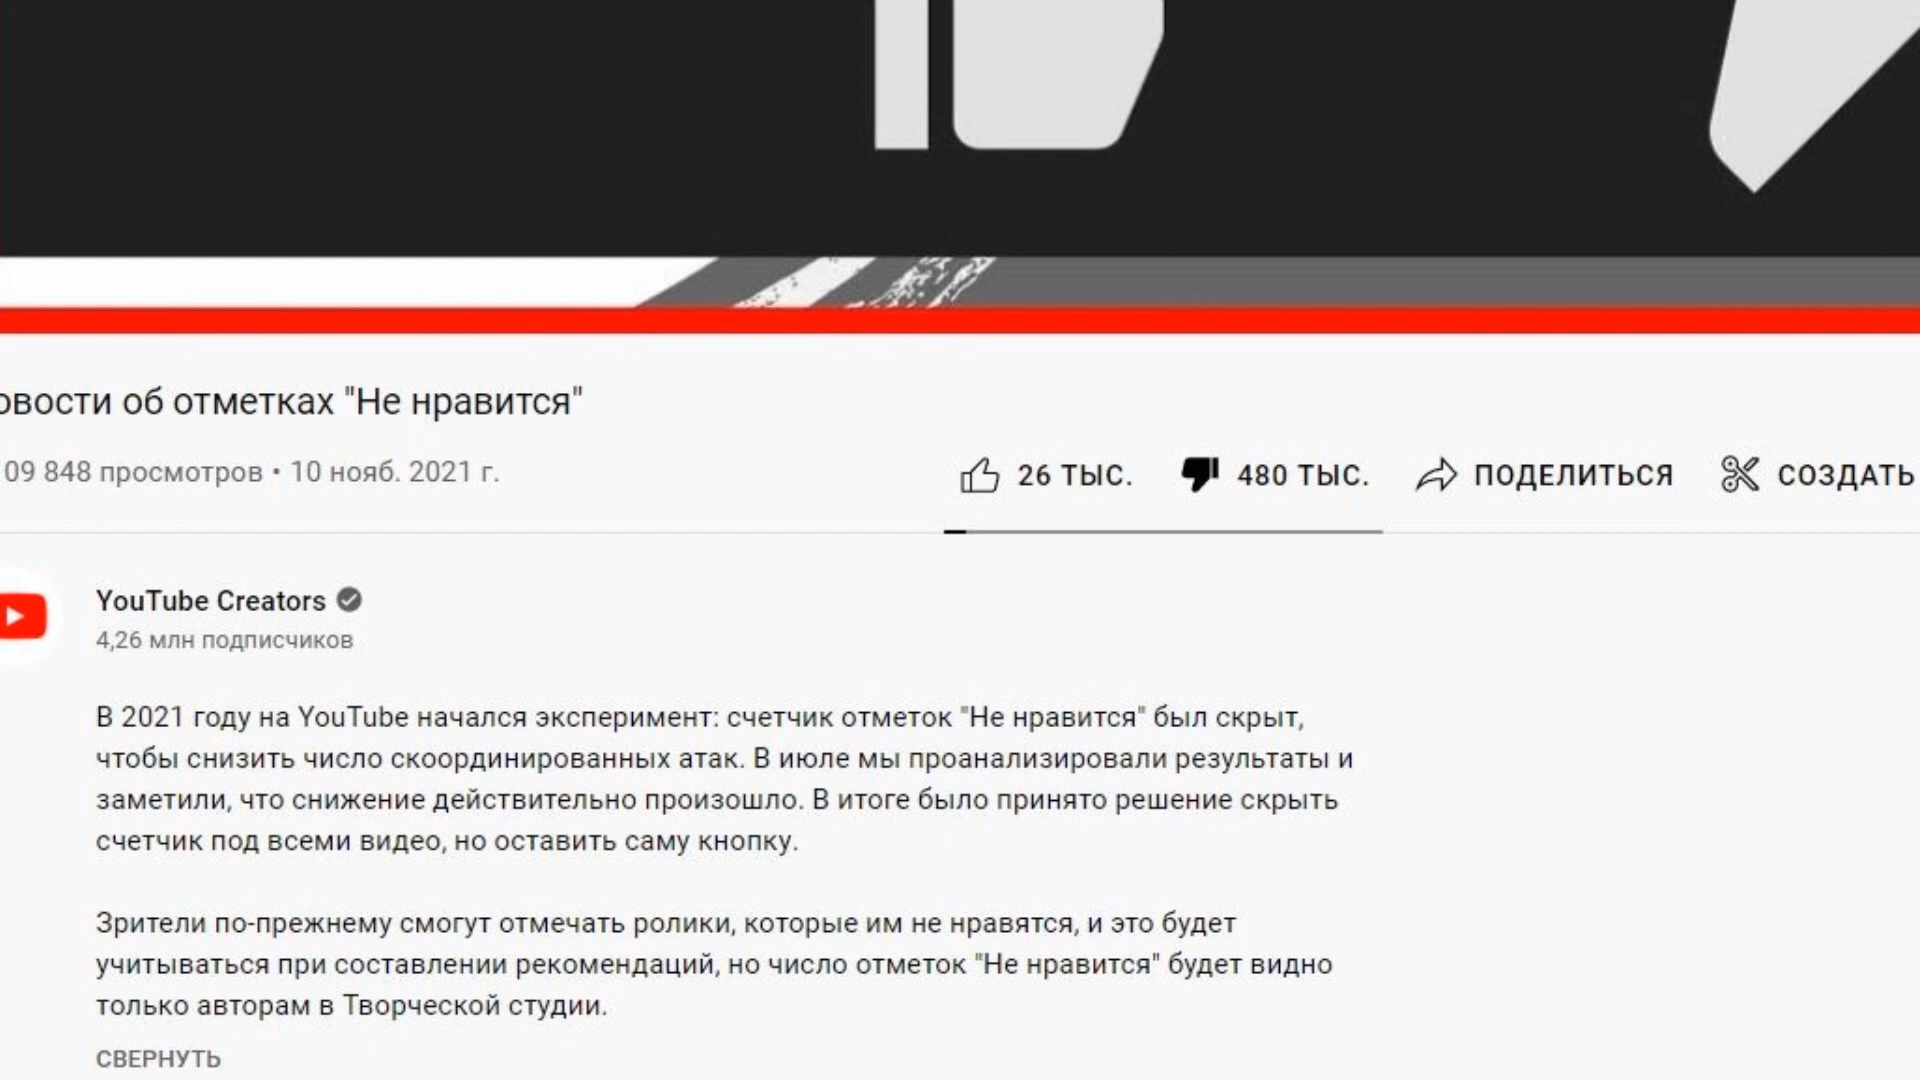 овости об отметках "Не нравится"
09 848 просмотров • 10 нояб. 2021 г.
26 ТЫС. 480 ТЫС. ПОДЕЛИТЬСЯ СОЗДАТЬ
YouTube Creators
4,26 млн подписчиков
В 2021 году на YouTube начался эксперимент: счетчик отметок "Не нравится" был скрыт,
чтобы снизить число скоординированных атак. В июле мы проанализировали результаты и
заметили, что снижение действительно произошло. В итоге было принято решение скрыть
счетчик под всеми видео, но оставить саму кнопку.
Зрители по-прежнему смогут отмечать ролики, которые им не нравятся, и это будет
учитываться при составлении рекомендаций, но число отметок "Не нравится" будет видно
только авторам в Творческой студии.
СВЕРНУТЬ